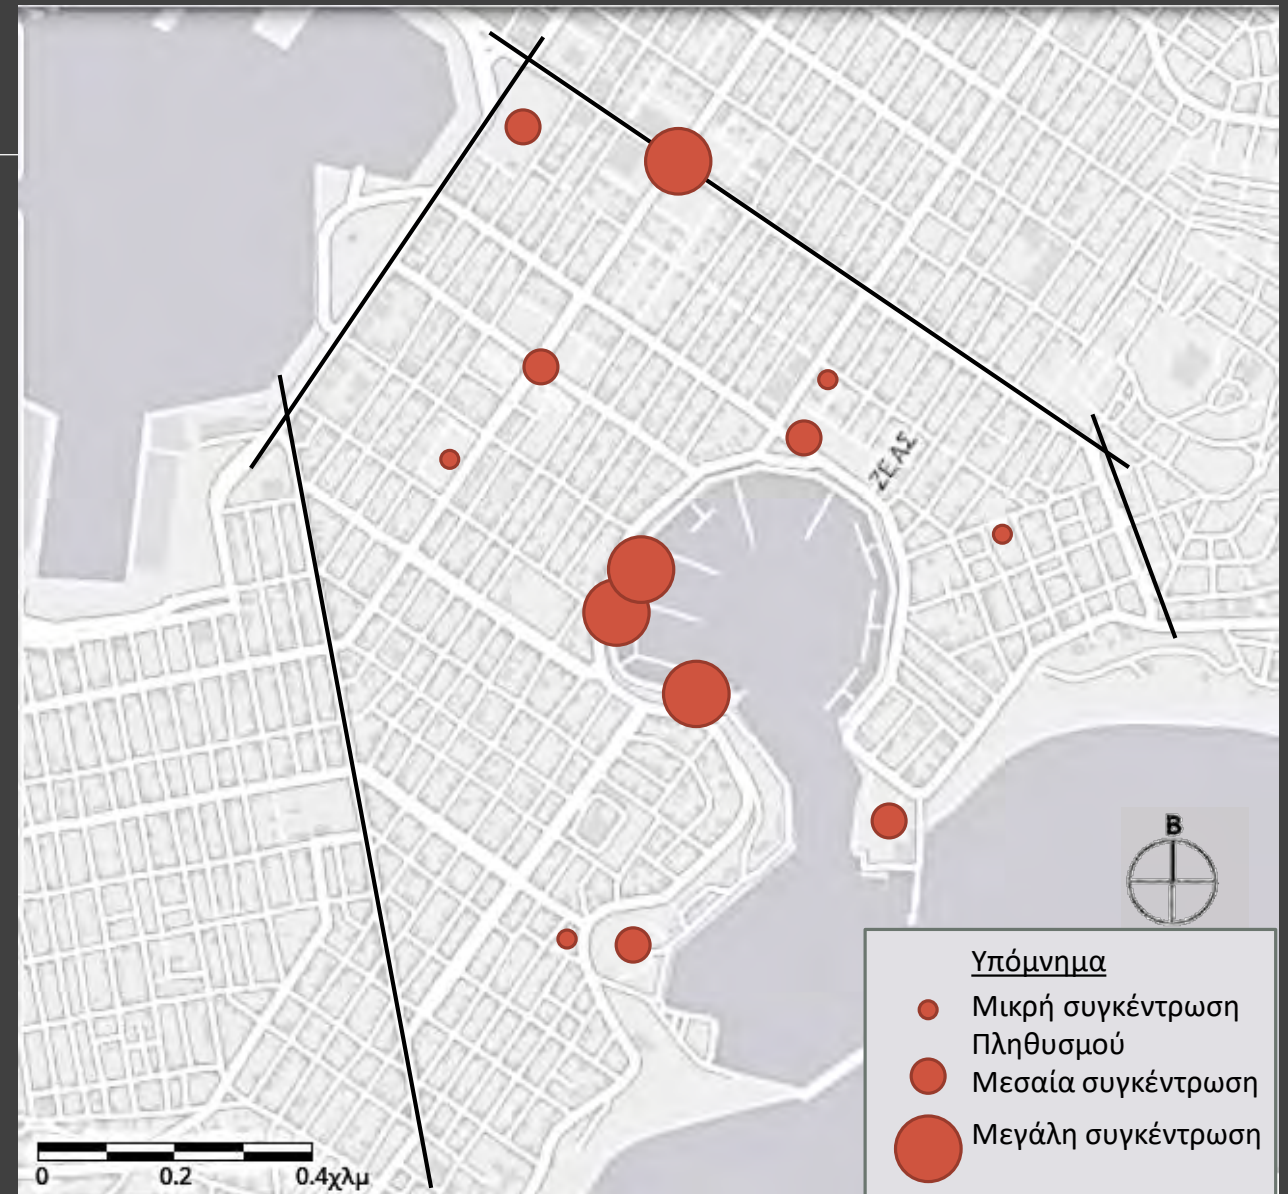 ΖΕΑΣ
Β
Υπόμνημα
Μικρή συγκέντρωση
Πληθυσμού
Μεσαία συγκέντρωση
Μεγάλη συγκέντρωση
0 0.2 0.4χλμ